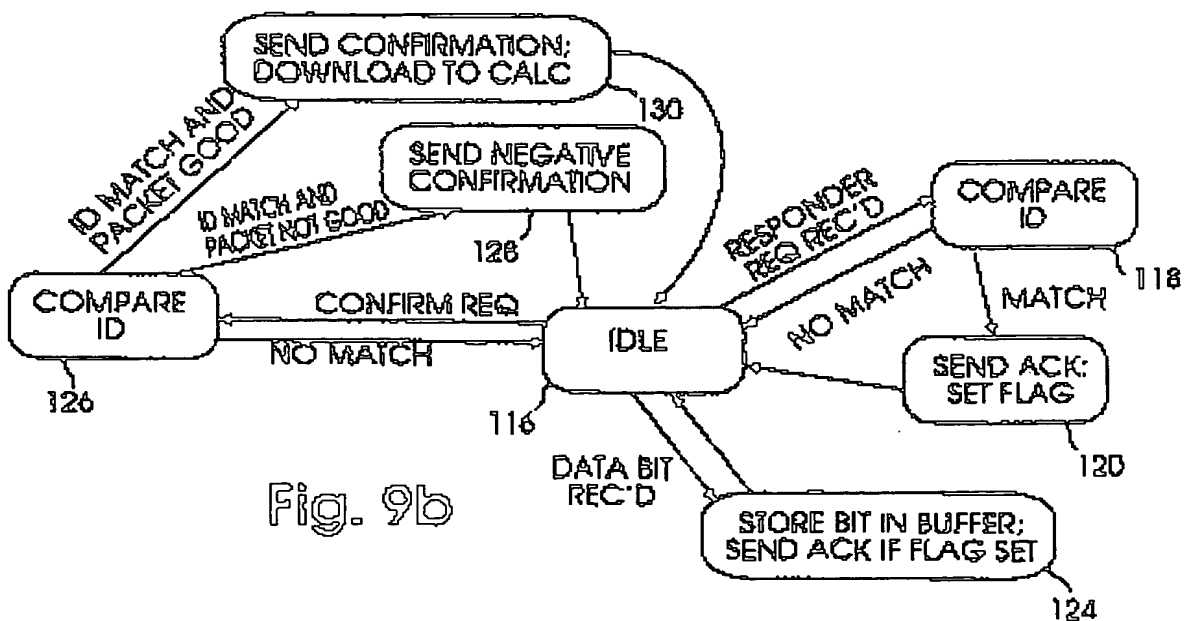 SEND CONFIRMATION;
DOWNLOAD TO CALC
130
ID MATCH AND
PACKET GOOD
SEND NEGATIVE
CONFIRMATION
128
ID MATCH AND
PACKET NOT GOOD
COMPARE
ID
126
CONFIRM REQ
NO MATCH
IDLE
116
RESPONDER
REQ REC'D
NO MATCH
COMPARE
ID
118
MATCH
SEND ACK:
SET FLAG
120
DATA BIT
REC'D
STORE BIT IN BUFFER;
SEND ACK IF FLAG SET
124
Fig. 9b